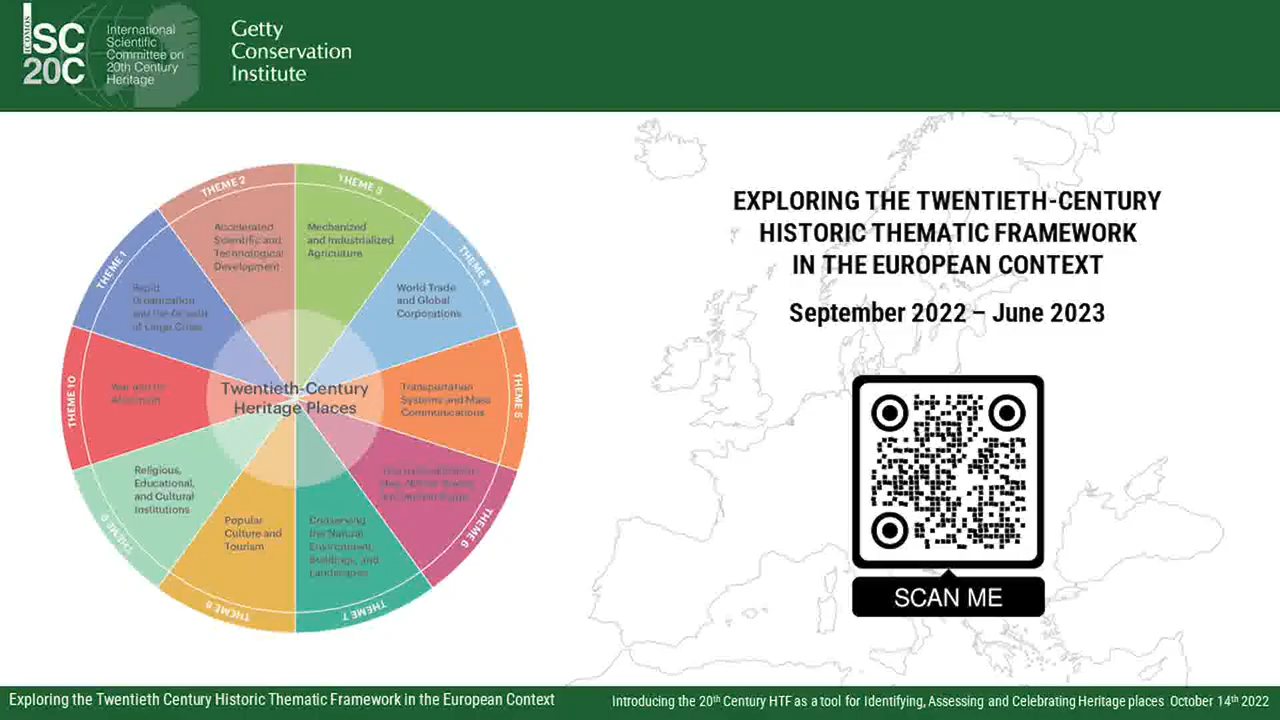 ICOMOS
ISC
20C
International
Scientific
Committee on
20th Century
Heritage
Getty
Conservation
Institute
THEME 1
Rapid
Urbanization
and the Growth
of Large Cities
THEME 2
Accelerated
Scientific and
Technological
Development
THEME 3
Mechanized
and Industrialized
Agriculture
THEME 4
World Trade
and Global
Corporations
THEME 5
Transportation
Systems and Mass
Communications
THEME 6
and Human Rights
THEME 7
Conserving
the Natural
Environment,
Buildings, and
Landscapes
THEME 8
Popular
Culture and
Tourism
THEME 9
Religious,
Educational,
and Cultural
Institutions
THEME 10
War and Its
Aftermath
Twentieth-Century
Heritage Places
EXPLORING THE TWENTIETH-CENTURY
HISTORIC THEMATIC FRAMEWORK
IN THE EUROPEAN CONTEXT
September 2022 – June 2023
SCAN ME
Exploring the Twentieth Century Historic Thematic Framework in the European Context
Introducing the 20th Century HTF as a tool for Identifying, Assessing and Celebrating Heritage places October 14th 2022